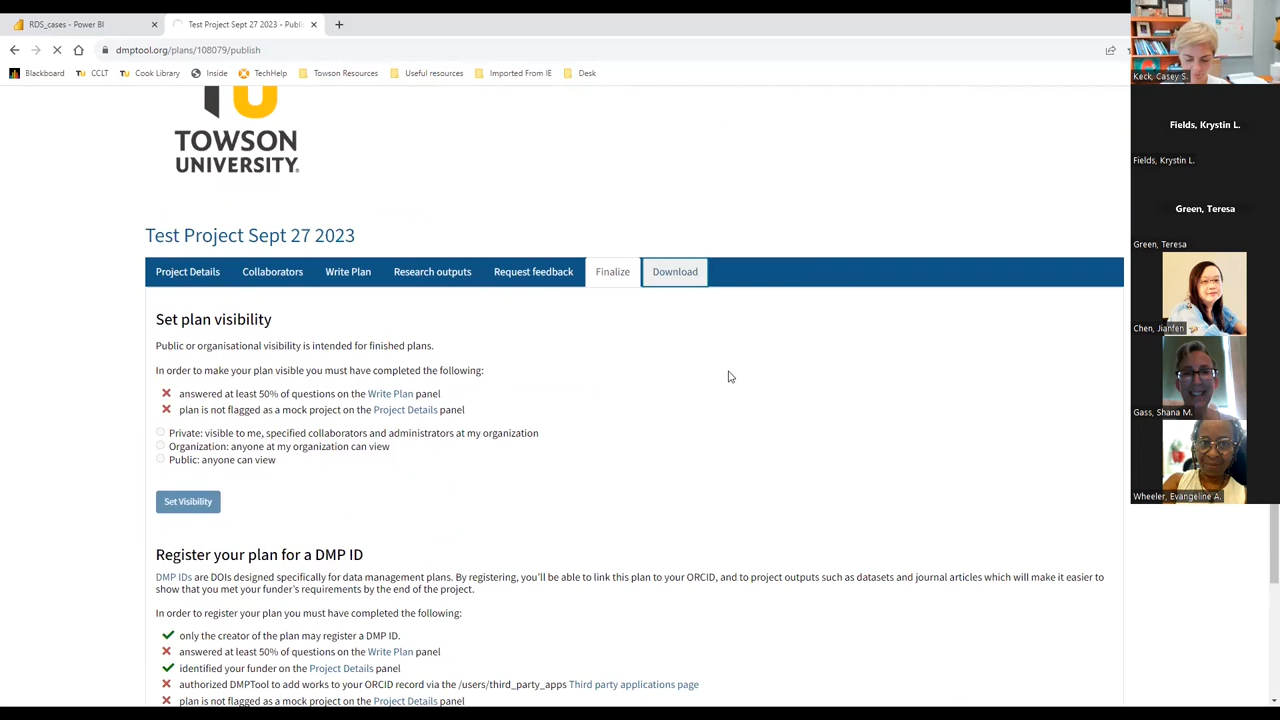 RDS_cases - Power BI
Test Project Sept 27 2023 - Publi
dmptool.org/plans/108079/publish
Blackboard
CCLT
Cook Library
Inside
TechHelp
Towson Resources
Useful resources
Imported From IE
Desk
TU
TOWSON
UNIVERSITY.
Test Project Sept 27 2023
Project Details
Collaborators
Write Plan
Research outputs
Request feedback
Finalize
Download
Set plan visibility
Public or organisational visibility is intended for finished plans.
In order to make your plan visible you must have completed the following:
answered at least 50% of questions on the Write Plan panel
plan is not flagged as a mock project on the Project Details panel
Private: visible to me, specified collaborators and administrators at my organization
Organization: anyone at my organization can view
Public: anyone can view
Set Visibility
Register your plan for a DMP ID
DMP IDs are DOIs designed specifically for data management plans. By registering, you'll be able to link this plan to your ORCID, and to project outputs such as datasets and journal articles which will make it easier to
show that you met your funder's requirements by the end of the project.
In order to register your plan you must have completed the following:
only the creator of the plan may register a DMP ID.
answered at least 50% of questions on the Write Plan panel
identified your funder on the Project Details panel
authorized DMPTool to add works to your ORCID record via the /users/third_party_apps Third party applications page
plan is not flagged as a mock project on the Project Details panel
Keck, Casey S.
Fields, Krystin L.
Fields, Krystin L.
Green, Teresa
Green, Teresa
Chen, Jianfen
Gass, Shana M.
Wheeler, Evangeline A.